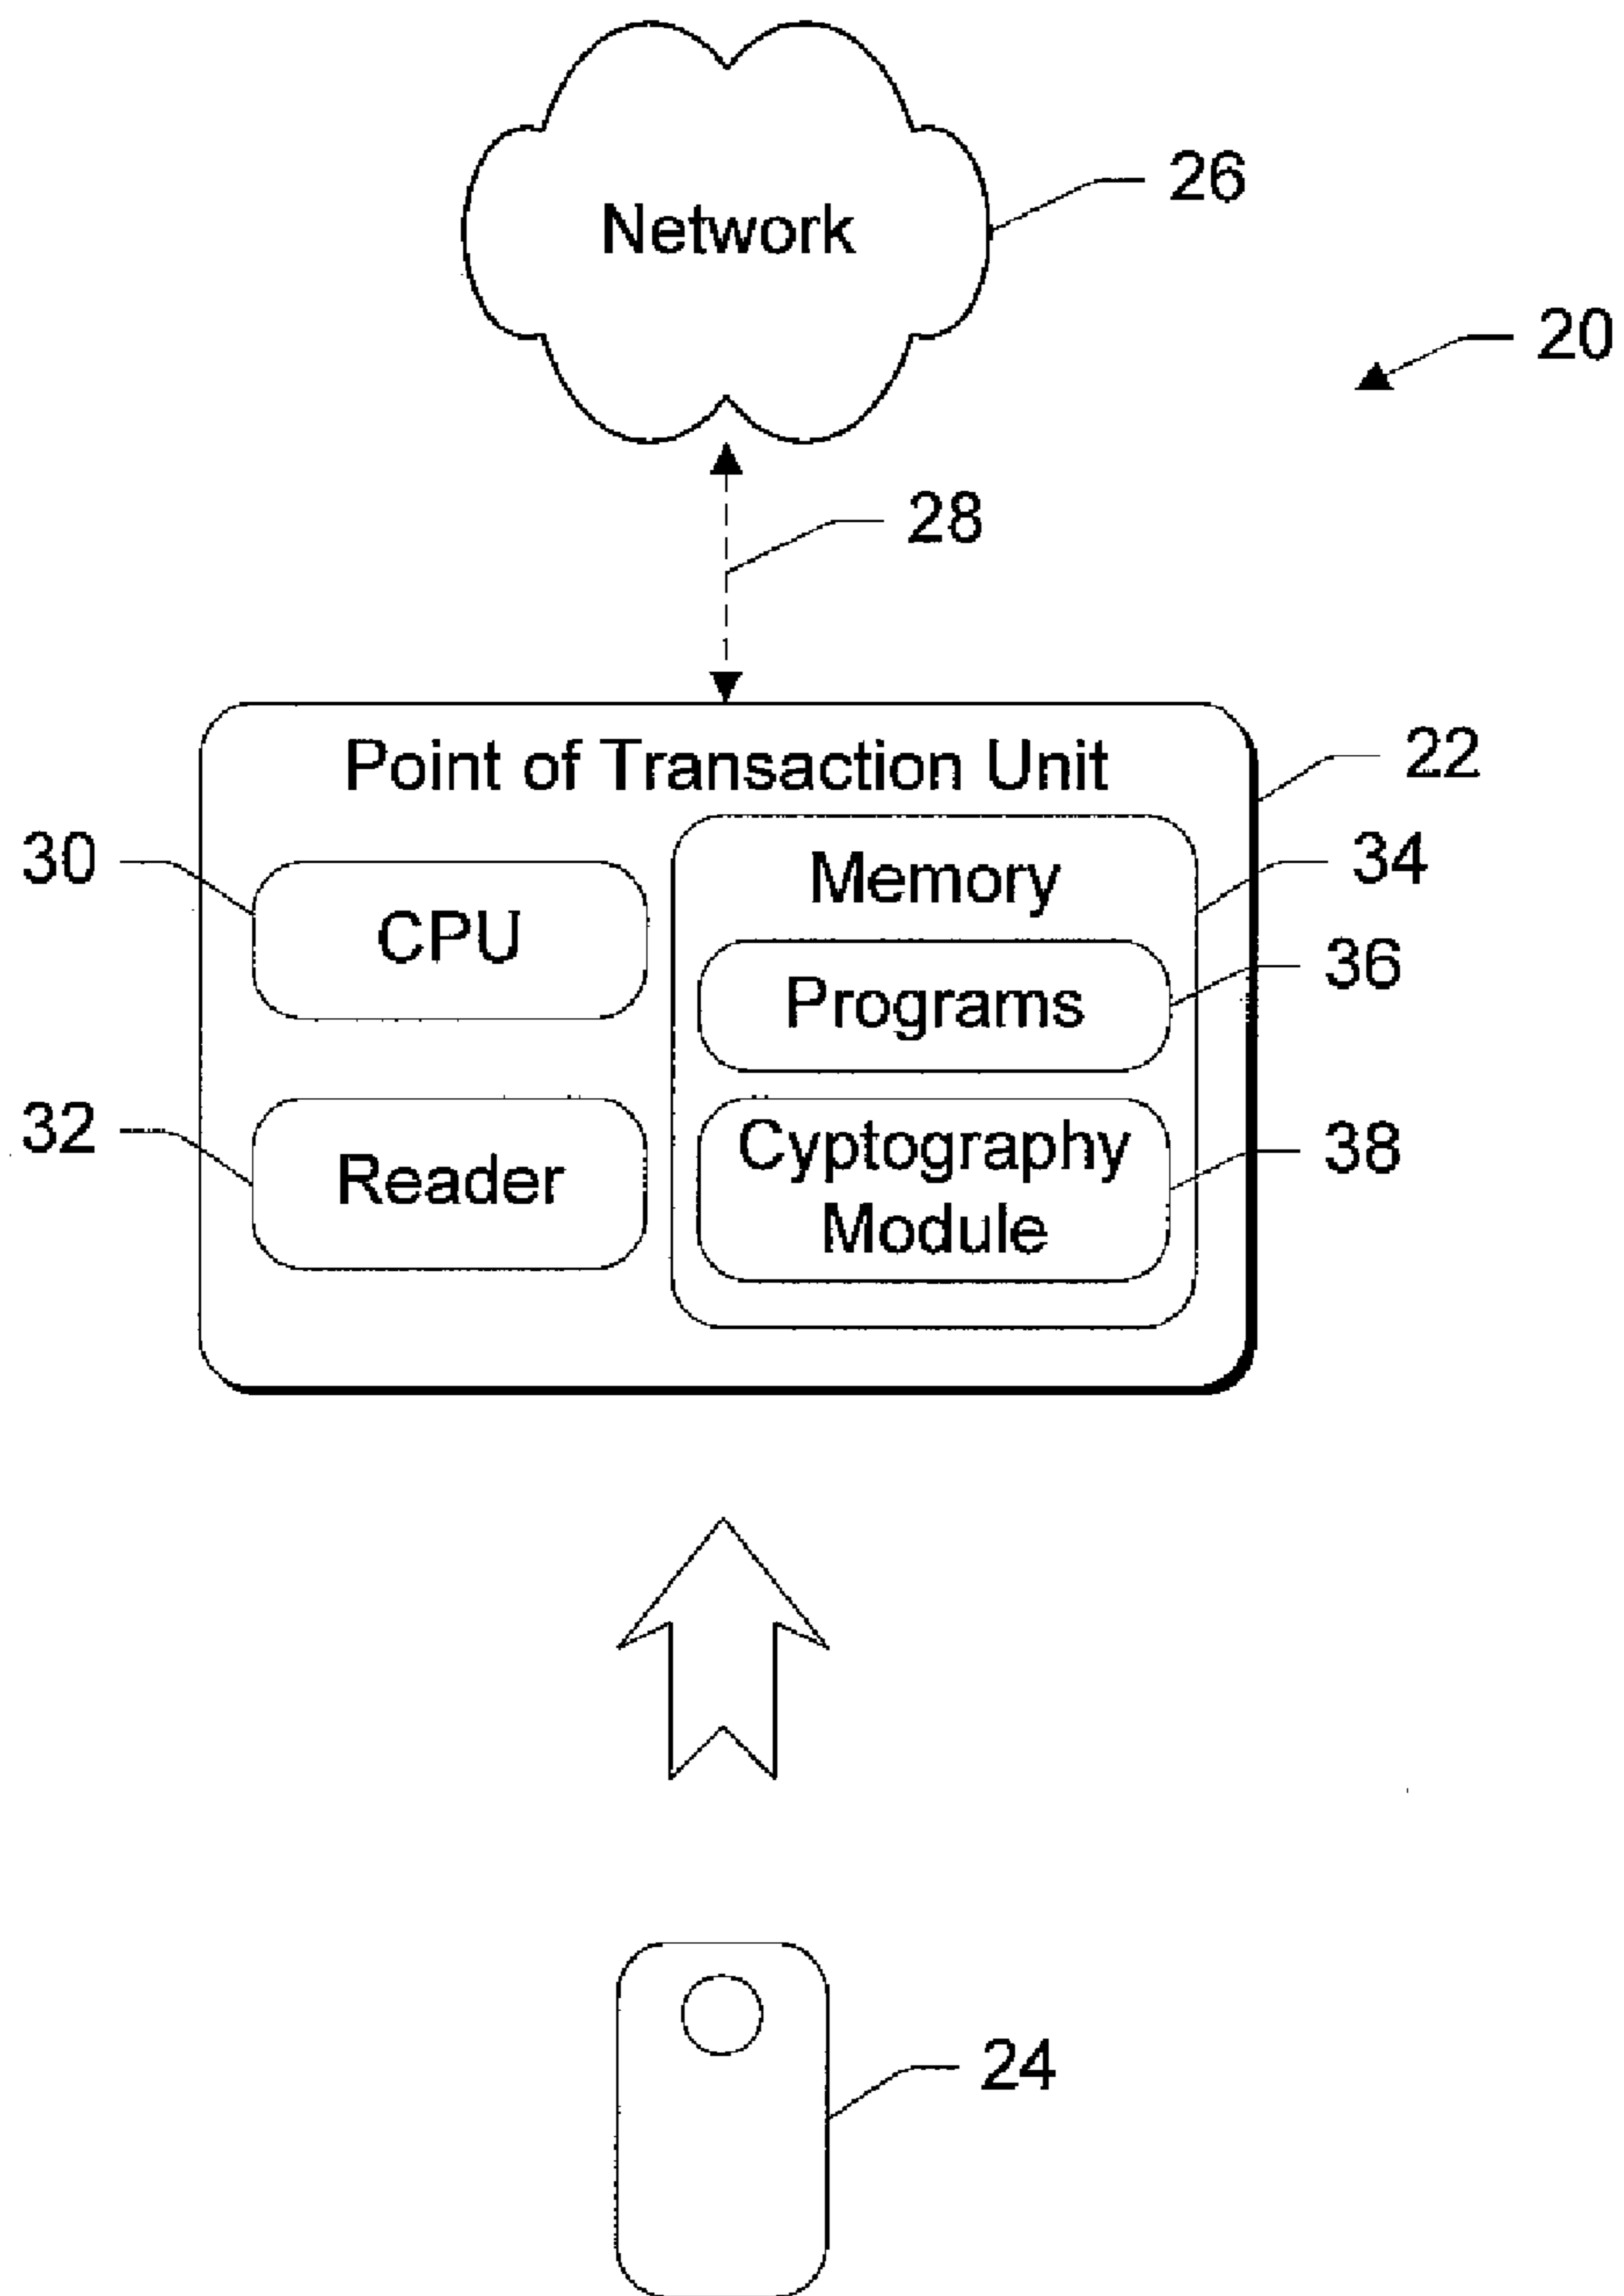 Network
26
20
28
Point of Transaction Unit
22
30
CPU
Memory
34
Programs
36
32
Reader
Cyptography
Module
38
24